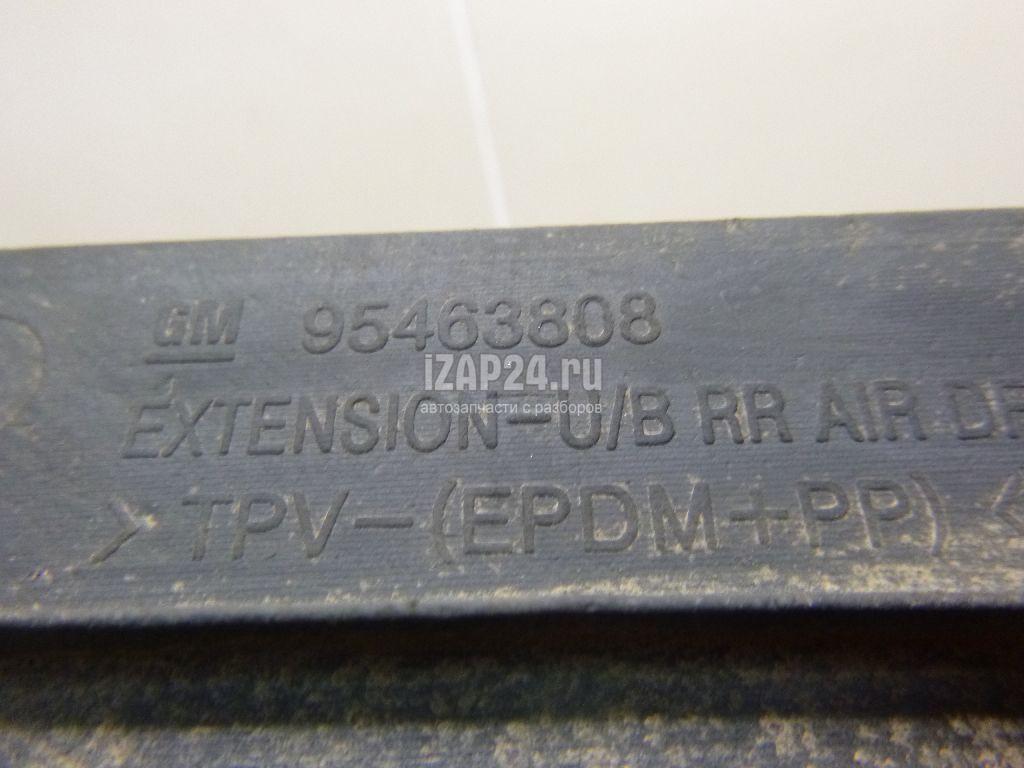 GM 95463808
iZAP24.ru
автозапчасти с разборов
EXTENSION-U/B RR AIR
>TPV-(EPDM+PP)<